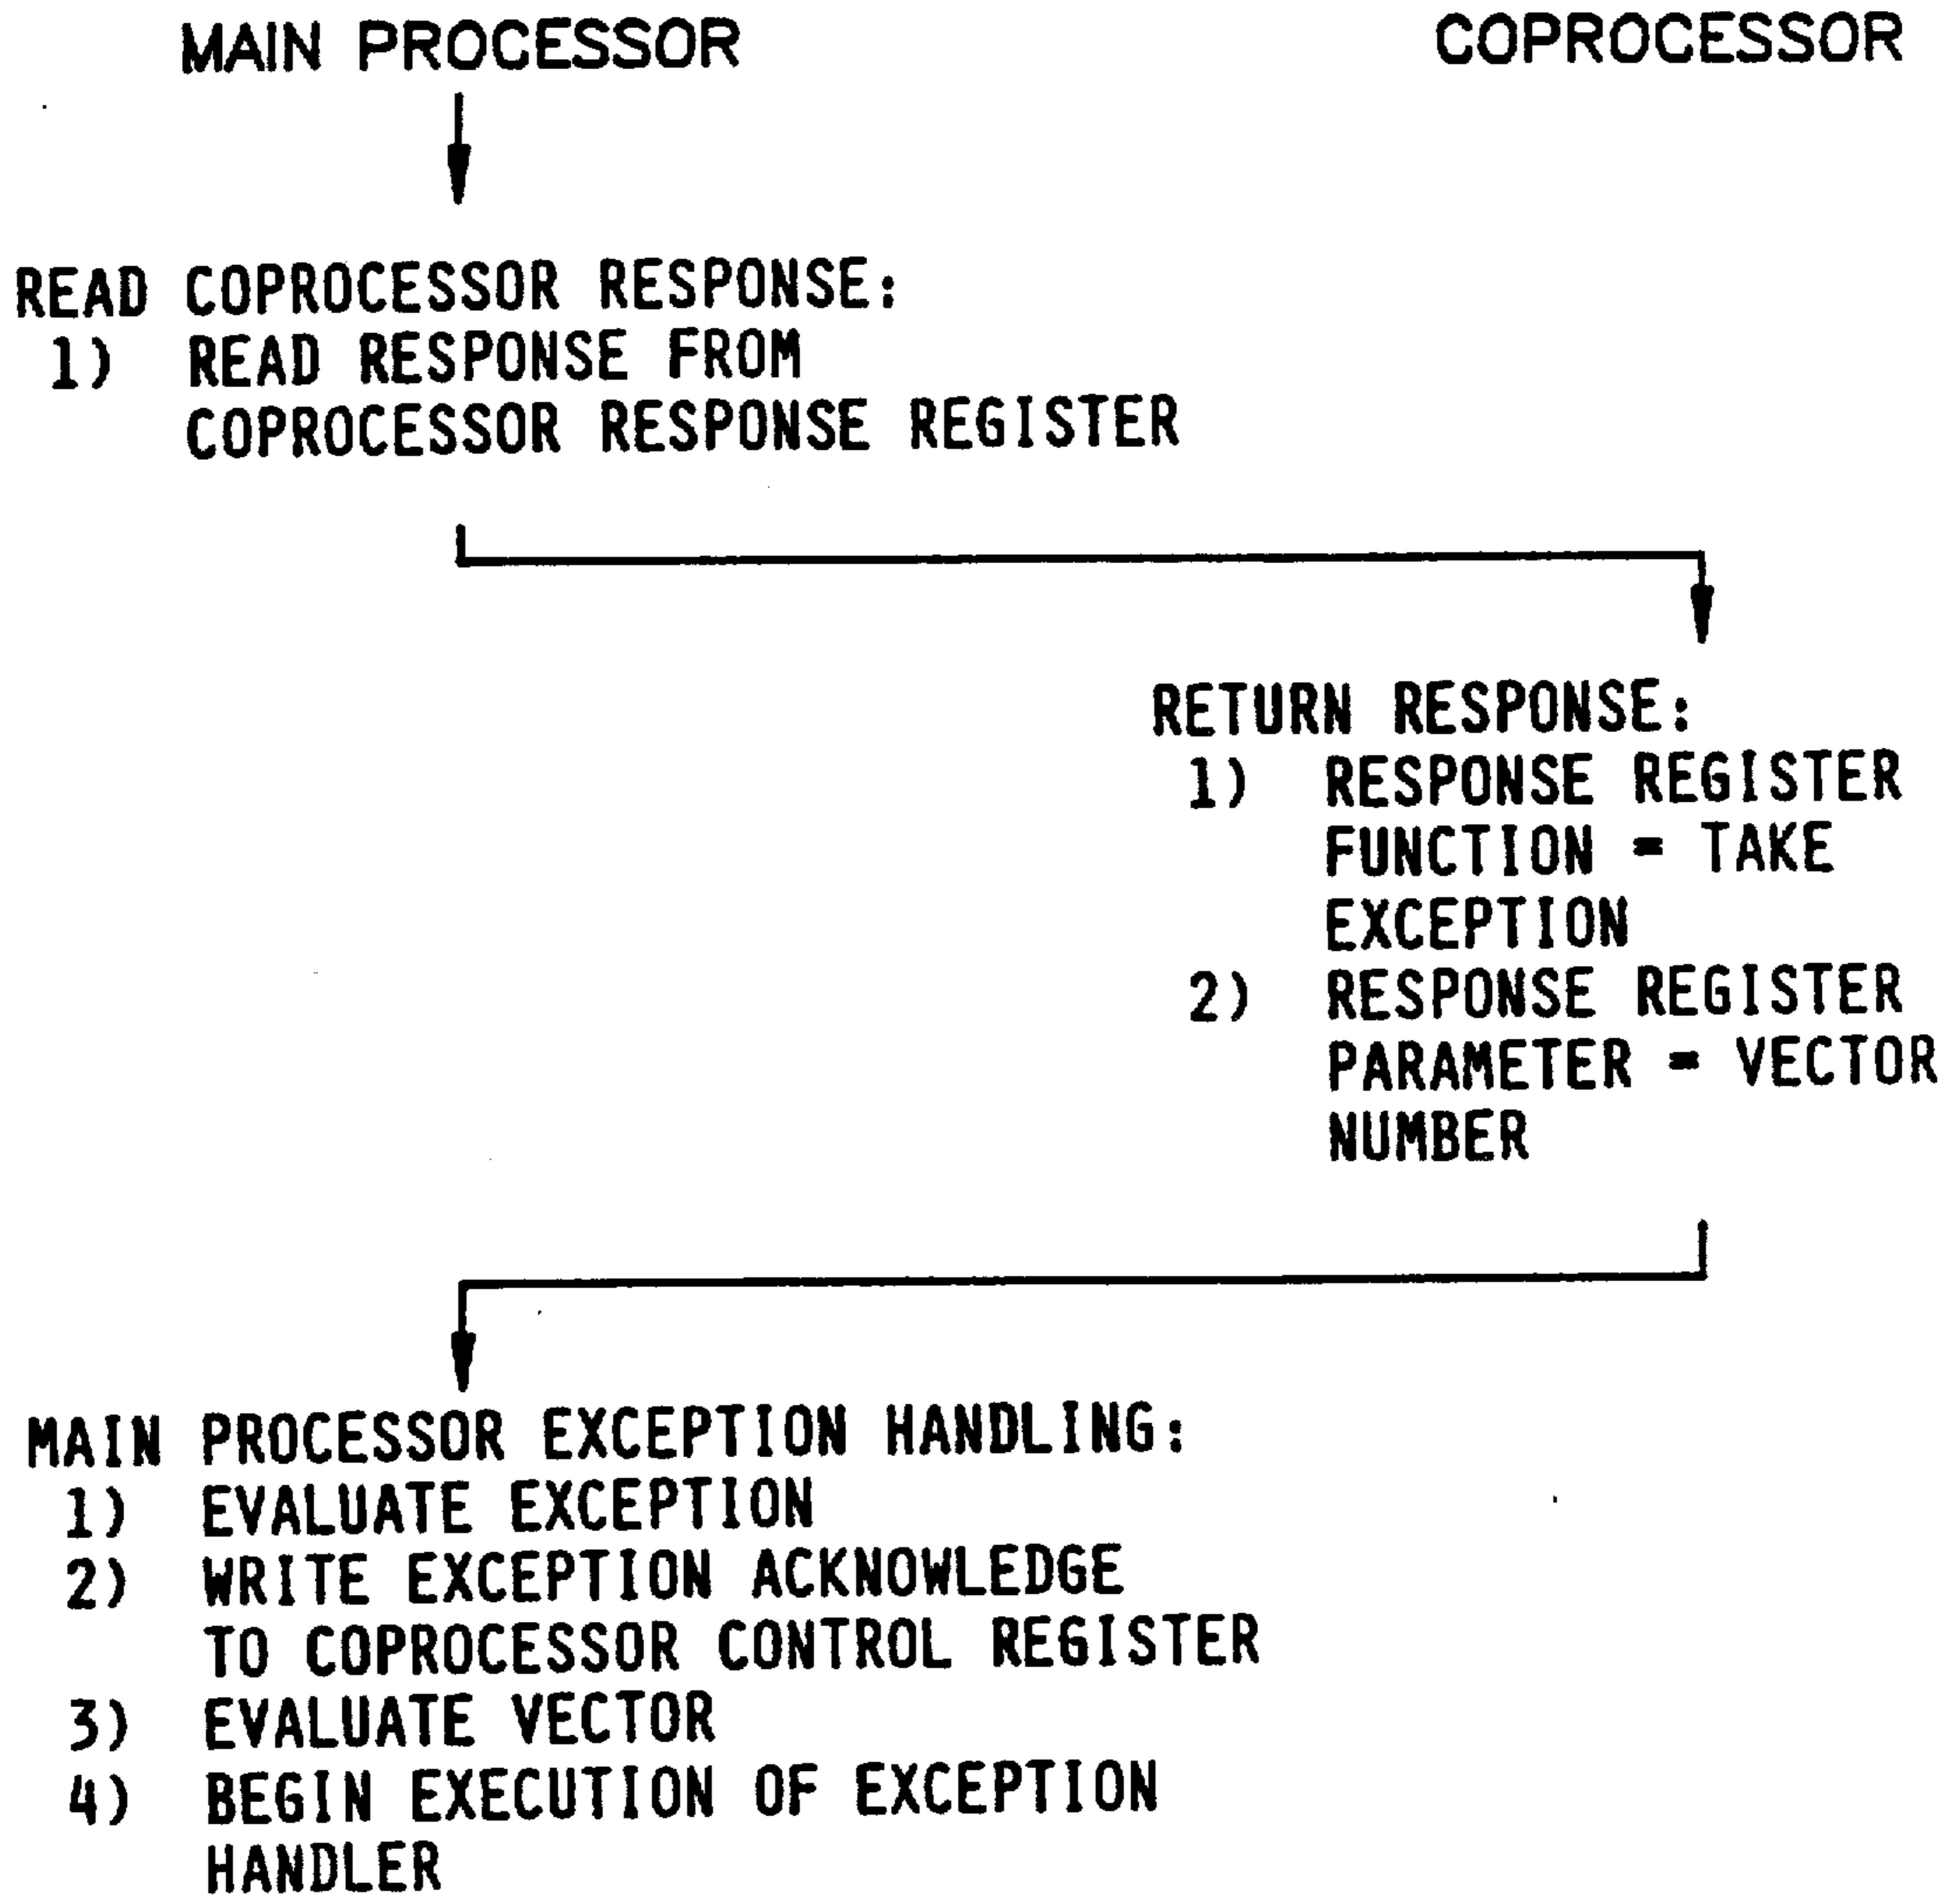 MAIN PROCESSOR
COPROCESSOR
READ COPROCESSOR RESPONSE:
1) READ RESPONSE FROM
COPROCESSOR RESPONSE REGISTER
RETURN RESPONSE:
1) RESPONSE REGISTER
FUNCTION = TAKE
EXCEPTION
2) RESPONSE REGISTER
PARAMETER = VECTOR
NUMBER
MAIN PROCESSOR EXCEPTION HANDLING:
1) EVALUATE EXCEPTION
2) WRITE EXCEPTION ACKNOWLEDGE
TO COPROCESSOR CONTROL REGISTER
3) EVALUATE VECTOR
4) BEGIN EXECUTION OF EXCEPTION
HANDLER